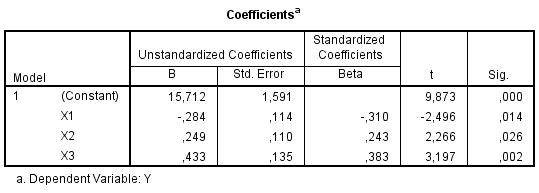 Coefficientsa
Model Unstandardized Coefficients Standardized Coefficients t Sig.
B Std. Error Beta
1 (Constant) 15,712 1,591 9,873 ,000
X1 -,284 ,114 -,310 -2,496 ,014
X2 ,249 ,110 ,243 2,266 ,026
X3 ,433 ,135 ,383 3,197 ,002
a. Dependent Variable: Y